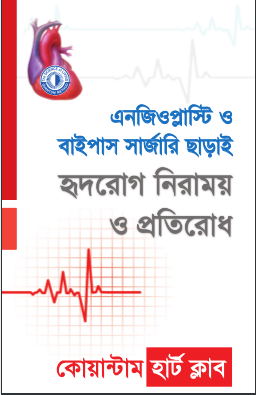 এনজিওপ্লাস্টি ও
বাইপাস সার্জারি ছাড়াই
হৃদরোগ নিরাময়
ও প্রতিরোধ
কোয়ান্টাম হার্ট ক্লাব